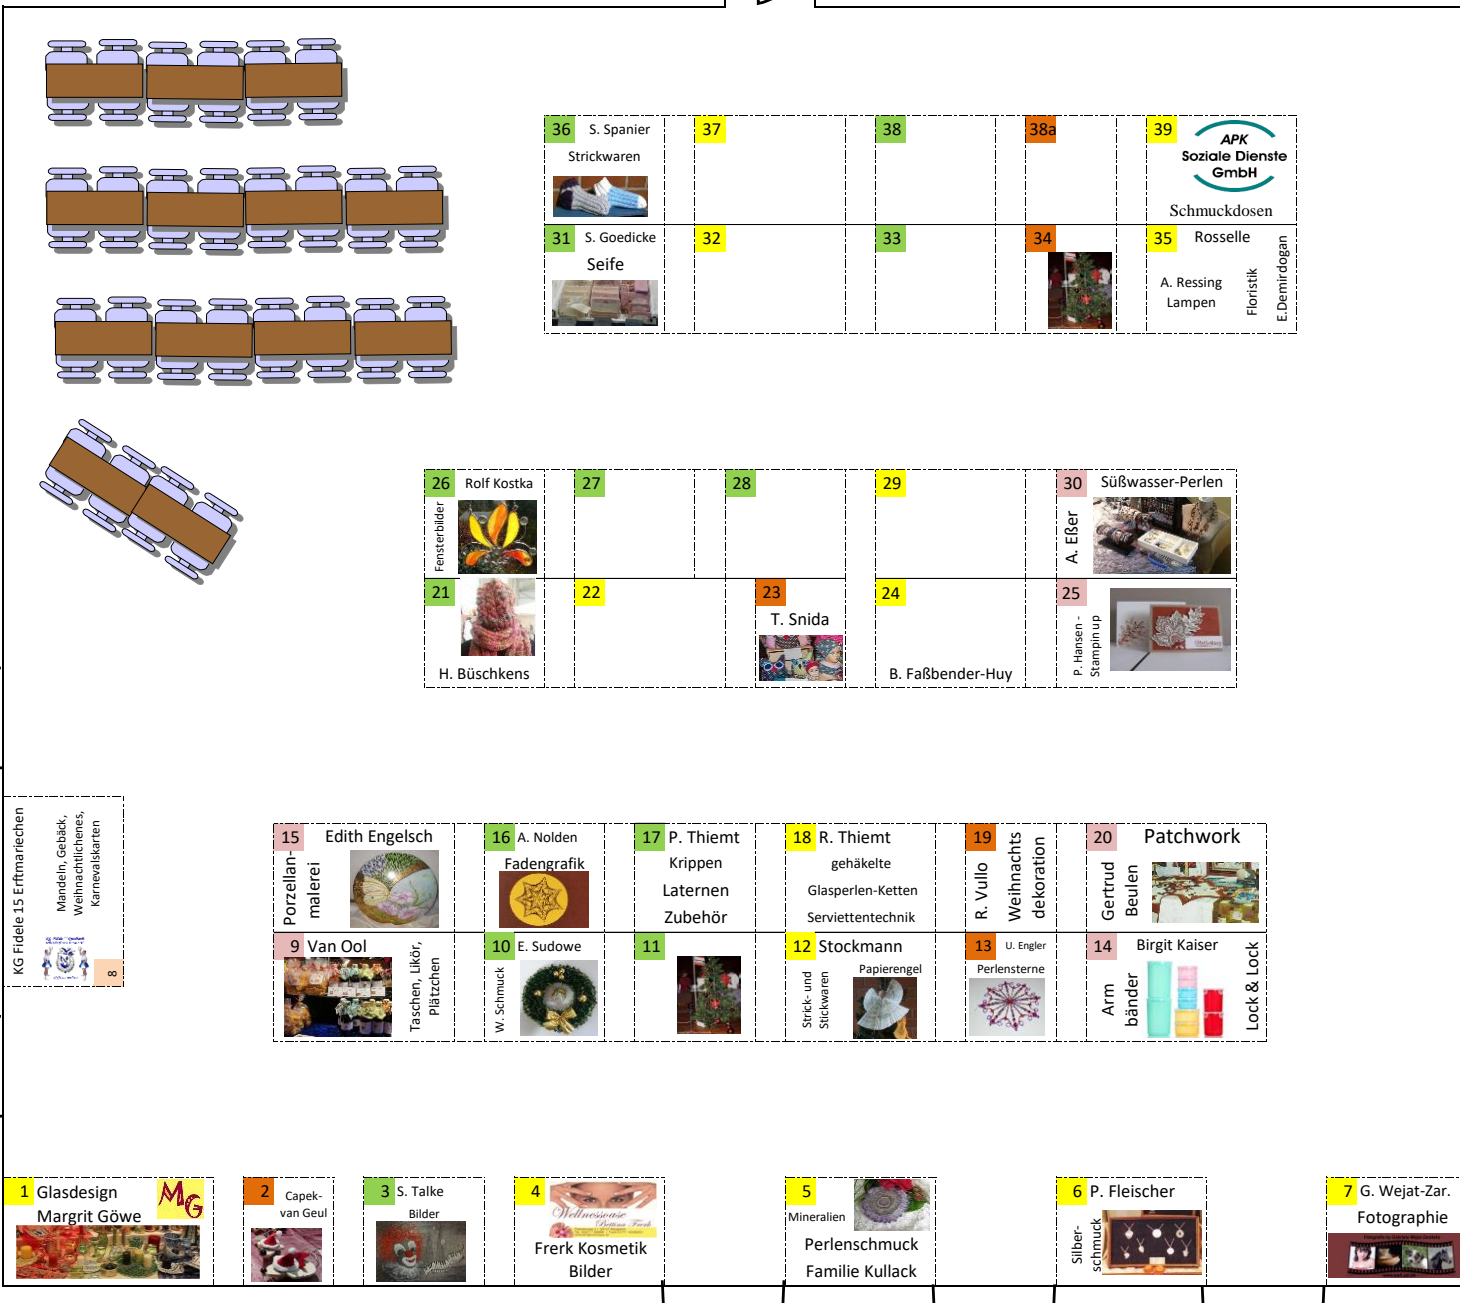 36 S. Spanier
Strickwaren
37
38
38a
39
APK
Soziale Dienste
GmbH
Schmuckdosen
31 S. Goedicke
Seife
32
33
34
35 Rosselle
A. Ressing
Lampen
Floristik
E.Demirdogan
26 Rolf Kostka
Fensterbilder
27
28
29
30 Süßwasser-Perlen
A. Eßer
21
H. Büschkens
22
23
T. Snida
24
B. Faßbender-Huy
25
P. Hansen -
Stampin up
KG Fidele 15 Erftmariechen
Mandeln, Gebäck,
Weihnachtlichenes,
Karnevalskarten
8
15 Edith Engelsch
Porzellan-
malerei
16 A. Nolden
Fadengrafik
17 P. Thiemt
Krippen
Laternen
Zubehör
18 R. Thiemt
gehäkelte
Glasperlen-Ketten
Serviettentechnik
19
R. Vullo
Weihnachts
dekoration
20 Patchwork
Gertrud
Beulen
9 Van Ool
Taschen, Likör,
Plätzchen
10 E. Sudowe
W. Schmuck
11
12 Stockmann
Papierengel
Strick- und
Stickwaren
13 U. Engler
Perlensterne
14 Birgit Kaiser
Arm
bänder
Lock & Lock
1 Glasdesign
Margrit Göwe
MG
2 Capek-
van Geul
3 S. Talke
Bilder
4
Wellnessoase
Bettina Frerk
Frerk Kosmetik
Bilder
5
Mineralien
Perlenschmuck
Familie Kullack
6 P. Fleischer
Silber-
schmuck
7 G. Wejat-Zar.
Fotographie